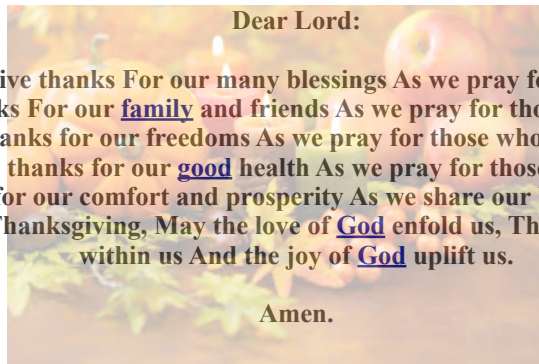 Dear Lord:
ive thanks For our many blessings As we pray f
ks For our family and friends As we pray for tho
anks for our freedoms As we pray for those who
thanks for our good health As we pray for those
for our comfort and prosperity As we share our
Thanksgiving, May the love of God enfold us, Th
within us And the joy of God uplift us.
Amen.